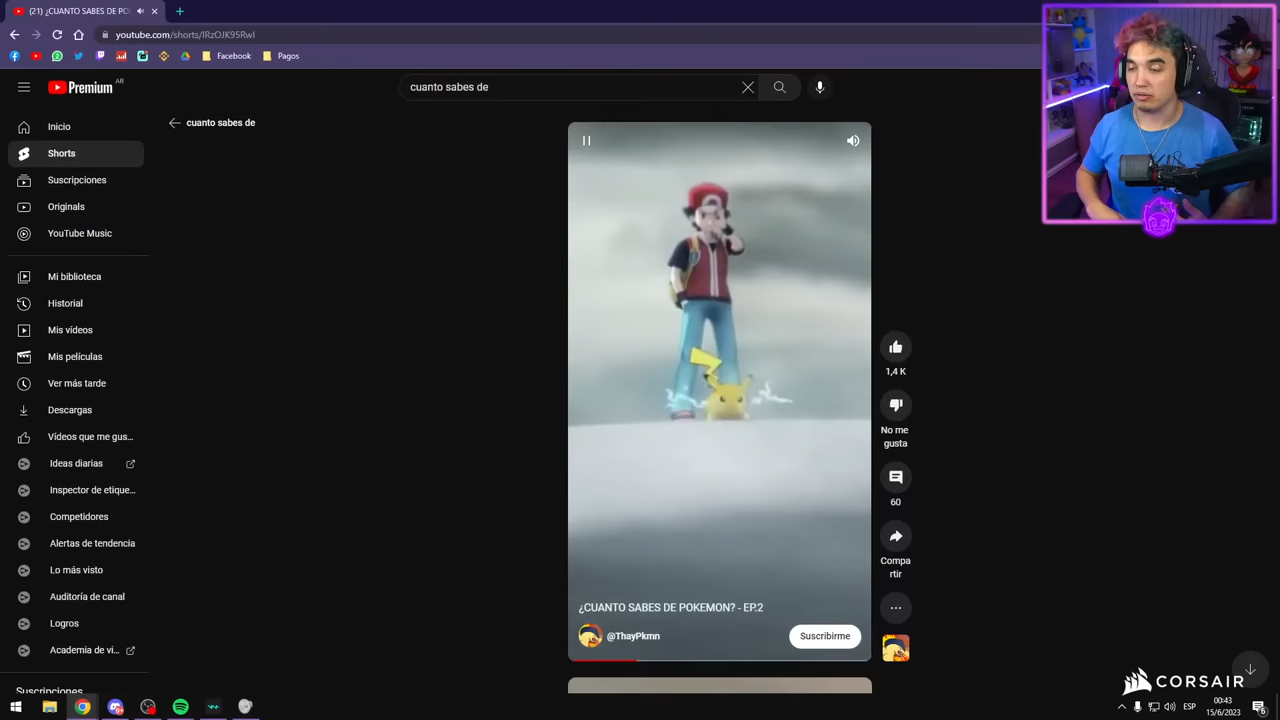 (21) ¿CUANTO SABES DE PO
youtube.com/shorts/IRzOJK95RwI
Facebook
Pagos
Premium AR
cuanto sabes de
cuanto sabes de
Inicio
Shorts
Suscripciones
Originals
YouTube Music
Mi biblioteca
Historial
Mis vídeos
Mis películas
Ver más tarde
Descargas
Vídeos que me gus...
Ideas diarias
Inspector de etique...
Competidores
Alertas de tendencia
Lo más visto
Auditoría de canal
Logros
Academia de vi...
Suscripciones
1,4 K
No me
gusta
60
Compa
rtir
¿CUANTO SABES DE POKEMON? - EP.2
@ThayPkmn
Suscribirme
CORSAIR
ESP
00:43
15/6/2023
6